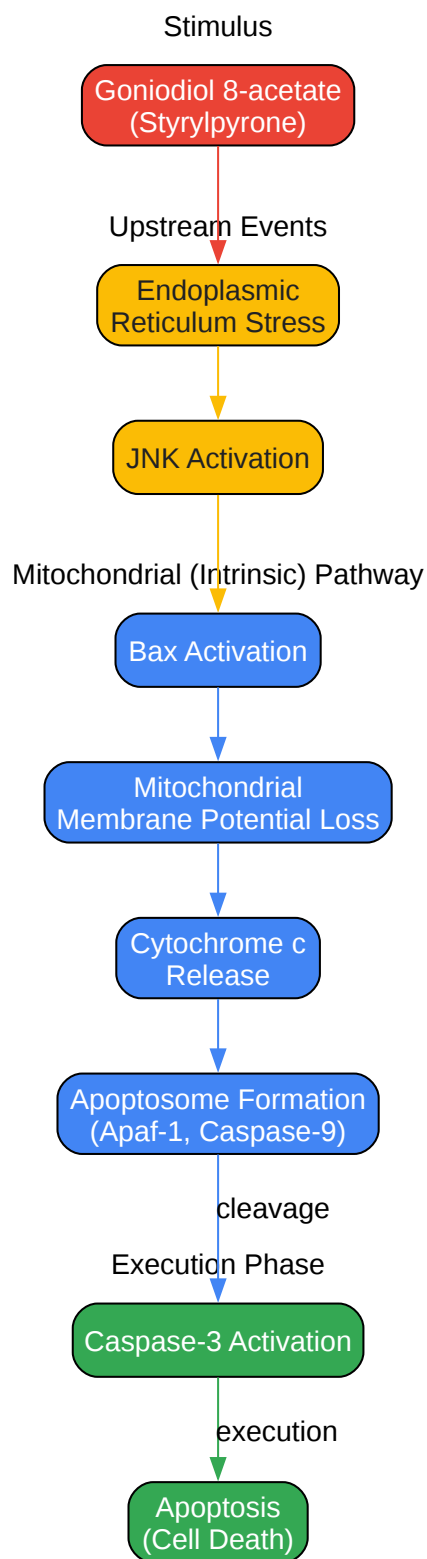 Stimulus
Goniodiol 8-acetate
(Styrylpyrone)
Upstream Events
Endoplasmic
Reticulum Stress
JNK Activation
Mitochondrial (Intrinsic) Pathway
Bax Activation
Mitochondrial
Membrane Potential Loss
Cytochrome c
Release
Apoptosome Formation
(Apaf-1, Caspase-9)
cleavage
Execution Phase
Caspase-3 Activation
execution
Apoptosis
(Cell Death)